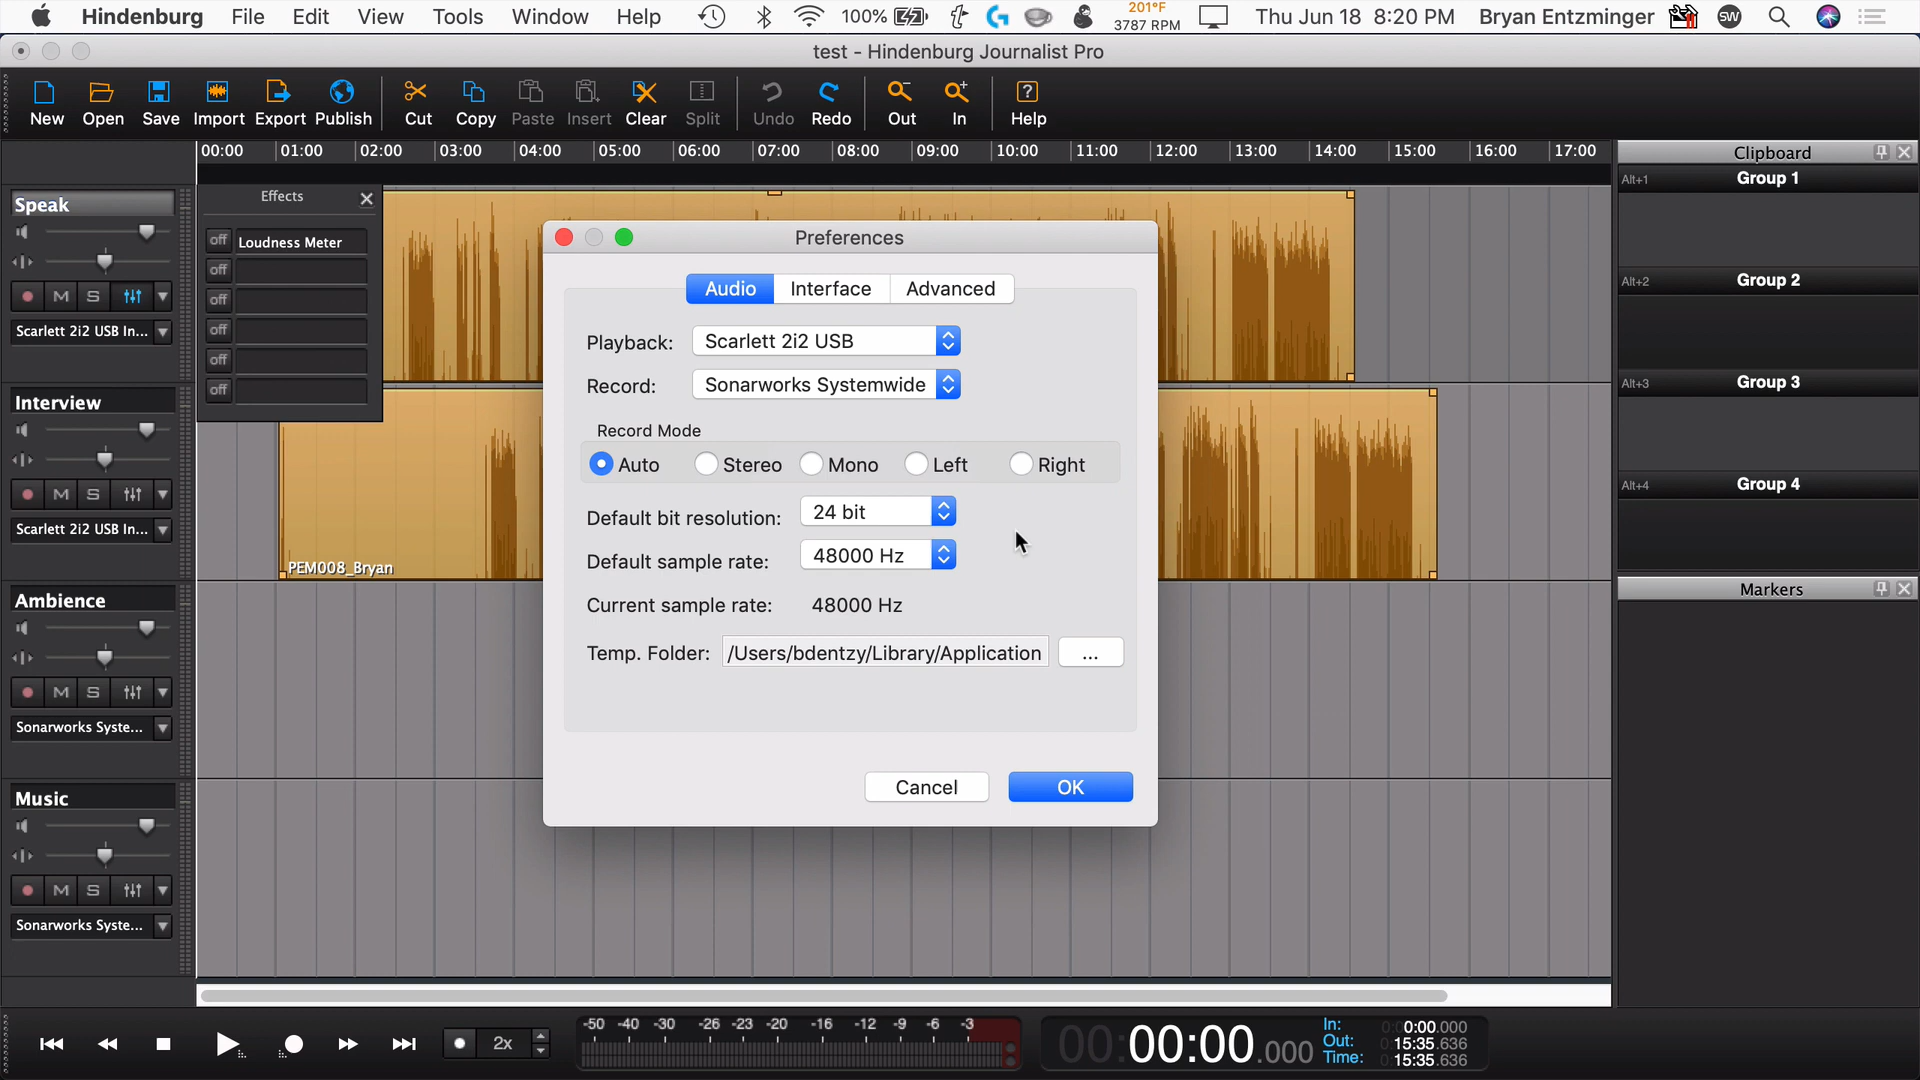 Hindenburg File Edit View Tools Window Help 100% 201°F 3787 RPM Thu Jun 18 8:20 PM Bryan Entzminger SW
test - Hindenburg Journalist Pro
New Open Save Import Export Publish Cut Copy Paste Insert Clear Split Undo Redo Out In Help
00:00 01:00 02:00 03:00 04:00 05:00 06:00 07:00 08:00 09:00 10:00 11:00 12:00 13:00 14:00 15:00 16:00 17:00
Speak
M S
Scarlett 2i2 USB In...
Interview
M S
Scarlett 2i2 USB In...
Ambience
M S
Sonarworks Syste...
Music
M S
Sonarworks Syste...
Effects
off Loudness Meter
off
off
off
off
off
PEM008_Bryan
Preferences
Audio Interface Advanced
Playback: Scarlett 2i2 USB
Record: Sonarworks Systemwide
Record Mode
Auto Stereo Mono Left Right
Default bit resolution: 24 bit
Default sample rate: 48000 Hz
Current sample rate: 48000 Hz
Temp. Folder: /Users/bdentzy/Library/Application ...
Cancel OK
Clipboard
Alt+1 Group 1
Alt+2 Group 2
Alt+3 Group 3
Alt+4 Group 4
Markers
2x
-50 -40 -30 -26 -23 -20 -16 -12 -9 -6 -3
00:00:00.000
In: 0:00:00.000
Out: 0:15:35.636
Time: 0:15:35.636